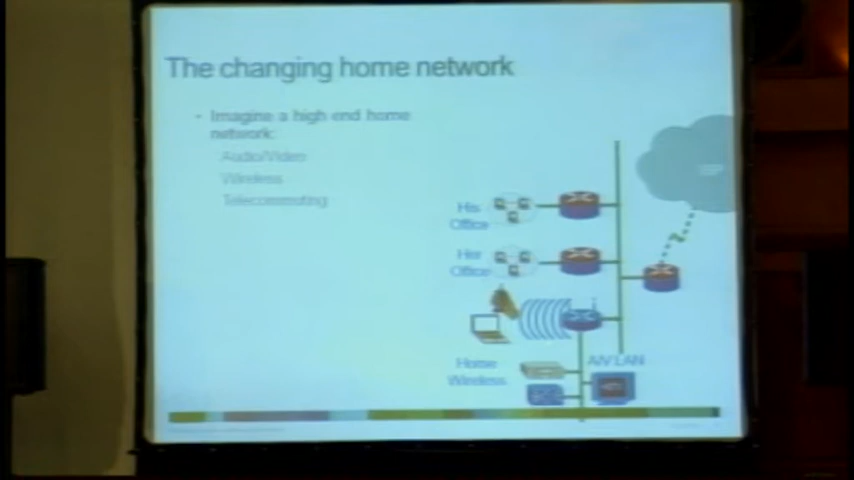 The changing home network
• Imagine a high end home
network:
Audio/Video
Wireless
Telecommuting
His
Office
Her
Office
Home
Wireless
A/V LAN